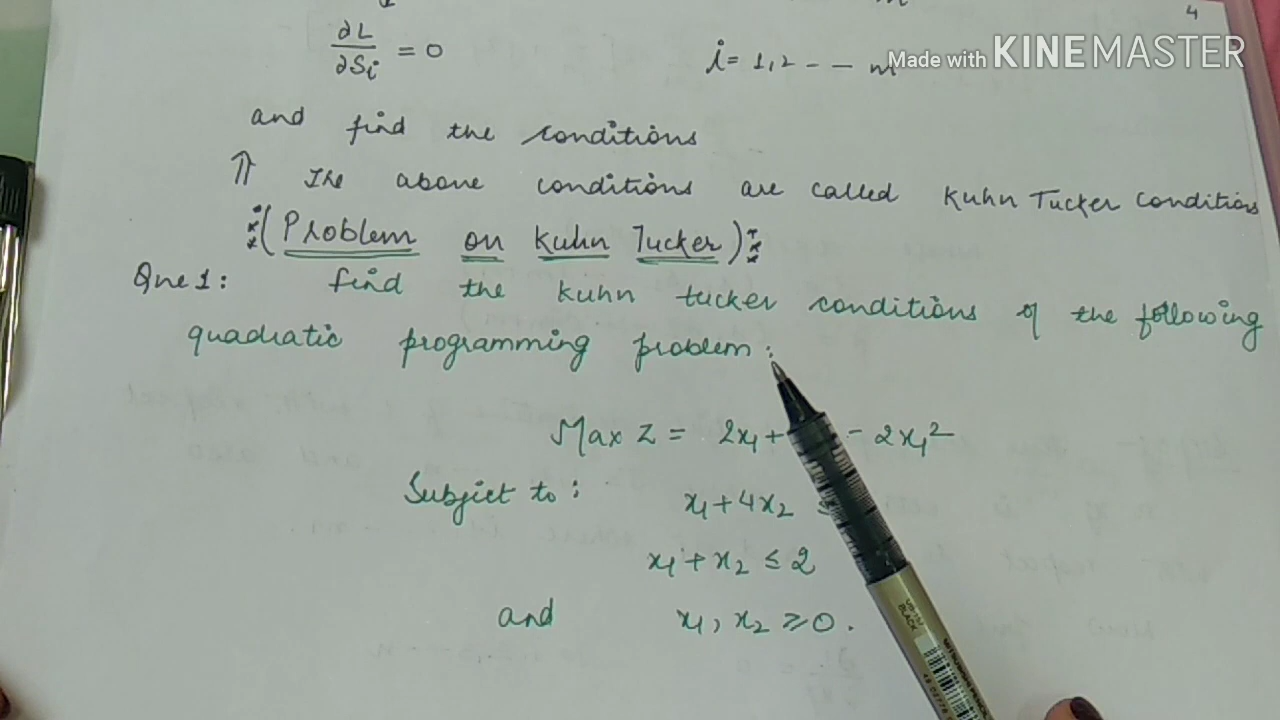 4
∂L/∂Si = 0 i = 1,2 - - m
Made with KINEMASTER
and find the conditions
⇑ The above conditions are called Kuhn Tucker Conditions
(Problem on Kuhn Tucker)
Que 1: find the kuhn tucker conditions of the following
quadratic programming problem:
Max Z = 2x₁+ - 2x₁²
Subject to: x₁+4x₂ ≤
x₁+x₂ ≤ 2
and x₁, x₂ ≥ 0.